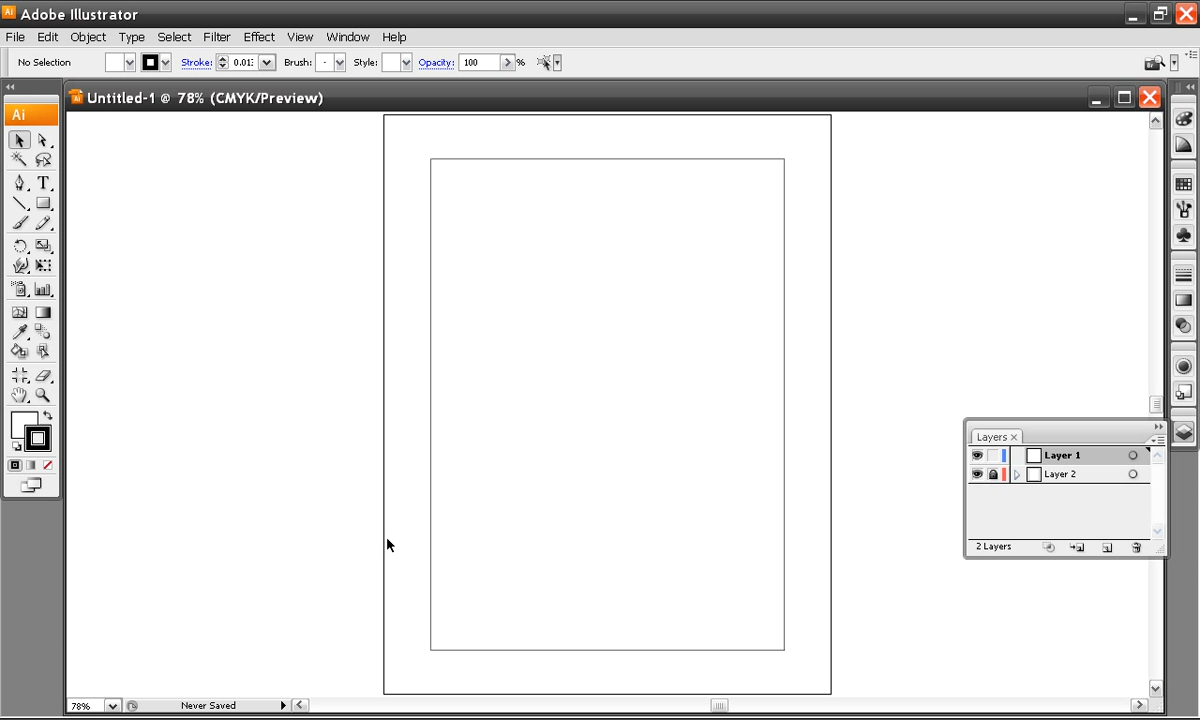 Ai Adobe Illustrator
File Edit Object Type Select Filter Effect View Window Help
No Selection Stroke: 0.01 Brush: - Style: Opacity: 100 %
Ai
Untitled-1 @ 78% (CMYK/Preview)
T
Layers ×
Layer 1
Layer 2
2 Layers
78% Never Saved